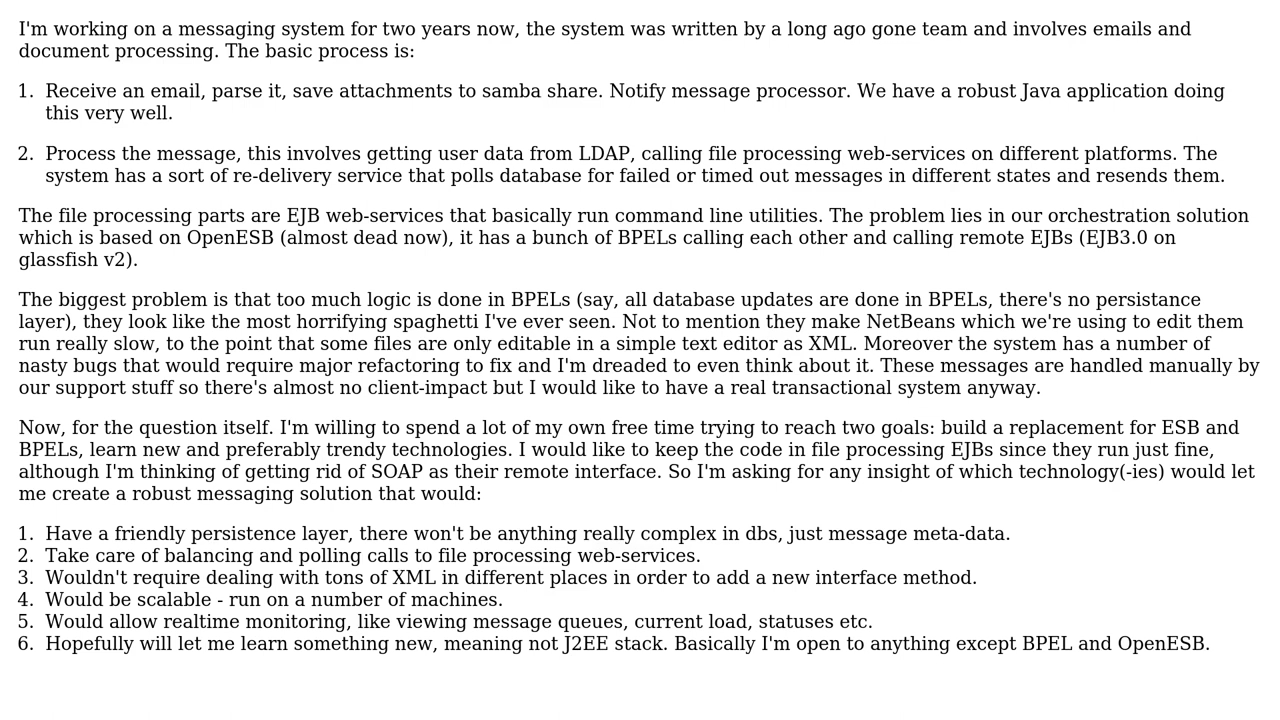 I'm working on a messaging system for two years now, the system was written by a long ago gone team and involves emails and
document processing. The basic process is:
1. Receive an email, parse it, save attachments to samba share. Notify message processor. We have a robust Java application doing
this very well.
2. Process the message, this involves getting user data from LDAP, calling file processing web-services on different platforms. The
system has a sort of re-delivery service that polls database for failed or timed out messages in different states and resends them.
The file processing parts are EJB web-services that basically run command line utilities. The problem lies in our orchestration solution
which is based on OpenESB (almost dead now), it has a bunch of BPELs calling each other and calling remote EJBs (EJB3.0 on
glassfish v2).
The biggest problem is that too much logic is done in BPELs (say, all database updates are done in BPELs, there's no persistance
layer), they look like the most horrifying spaghetti I've ever seen. Not to mention they make NetBeans which we're using to edit them
run really slow, to the point that some files are only editable in a simple text editor as XML. Moreover the system has a number of
nasty bugs that would require major refactoring to fix and I'm dreaded to even think about it. These messages are handled manually by
our support stuff so there's almost no client-impact but I would like to have a real transactional system anyway.
Now, for the question itself. I'm willing to spend a lot of my own free time trying to reach two goals: build a replacement for ESB and
BPELs, learn new and preferably trendy technologies. I would like to keep the code in file processing EJBs since they run just fine,
although I'm thinking of getting rid of SOAP as their remote interface. So I'm asking for any insight of which technology(-ies) would let
me create a robust messaging solution that would:
1. Have a friendly persistence layer, there won't be anything really complex in dbs, just message meta-data.
2. Take care of balancing and polling calls to file processing web-services.
3. Wouldn't require dealing with tons of XML in different places in order to add a new interface method.
4. Would be scalable - run on a number of machines.
5. Would allow realtime monitoring, like viewing message queues, current load, statuses etc.
6. Hopefully will let me learn something new, meaning not J2EE stack. Basically I'm open to anything except BPEL and OpenESB.